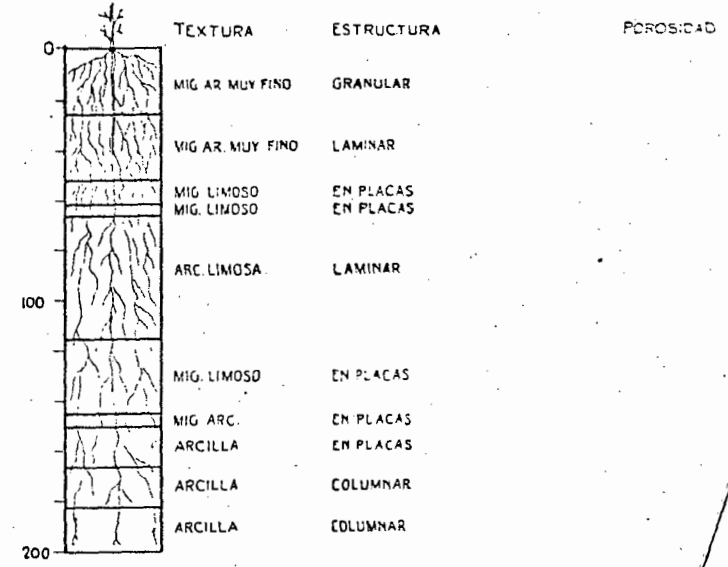 TEXTURA ESTRUCTURA POROSIDAD
0
MIG AR MUY FINO GRANULAR
MIG AR. MUY FINO LAMINAR
MIG LIMOSO EN PLACAS
MIG. LIMOSO EN PLACAS
ARC. LIMOSA. LAMINAR
100
MIG. LIMOSO EN PLACAS
MIG ARC. EN PLACAS
ARCILLA EN PLACAS
ARCILLA COLUMNAR
ARCILLA COLUMNAR
200